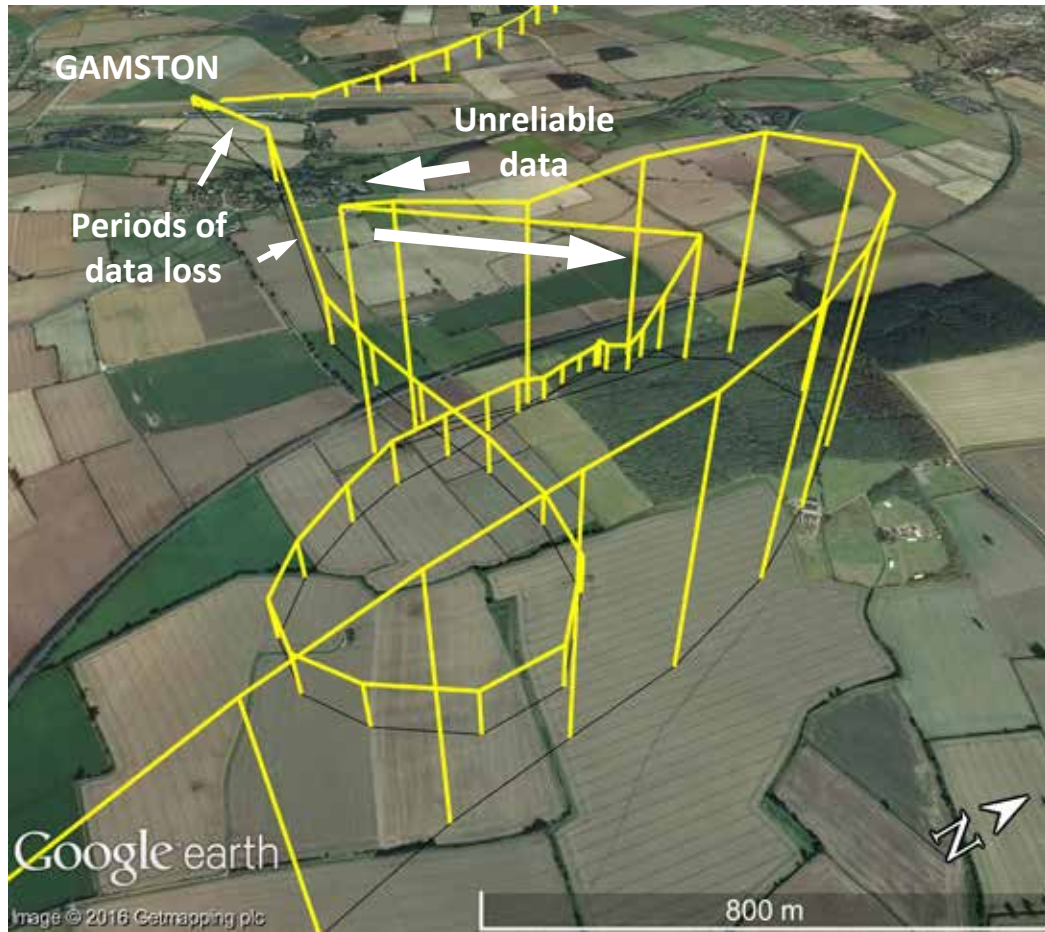 GAMSTON
Unreliable
data
Periods of
data loss
N
Google earth
800 m
Image © 2016 Getmapping plc